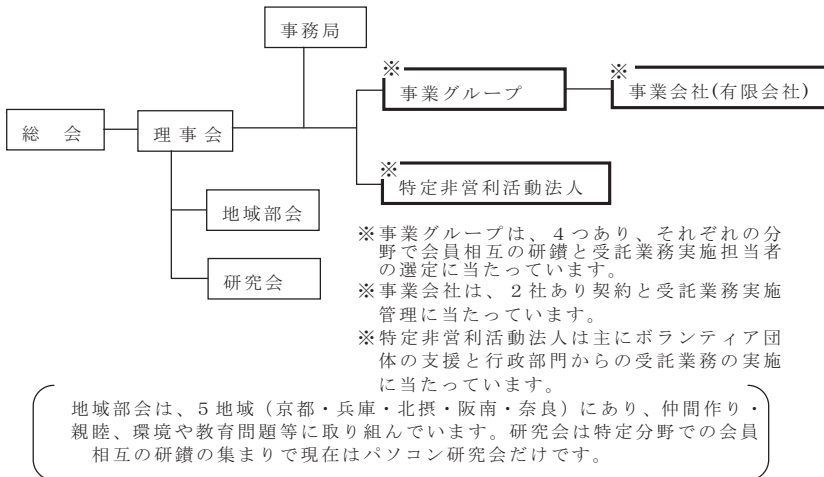 事務局
※
事業グループ
※
事業会社(有限会社)
総　会
理 事 会
※
特定非営利活動法人
地域部会
研究会
※事業グループは、４つあり、それぞれの分
野で会員相互の研鑽と受託業務実施担当者
の選定に当たっています。
※事業会社は、２社あり契約と受託業務実施
管理に当たっています。
※特定非営利活動法人は主にボランティア団
体の支援と行政部門からの受託業務の実施
に当たっています。
地域部会は、５地域（京都・兵庫・北摂・阪南・奈良）にあり、仲間作り・
親睦、環境や教育問題等に取り組んでいます。研究会は特定分野での会員
相互の研鑽の集まりで現在はパソコン研究会だけです。